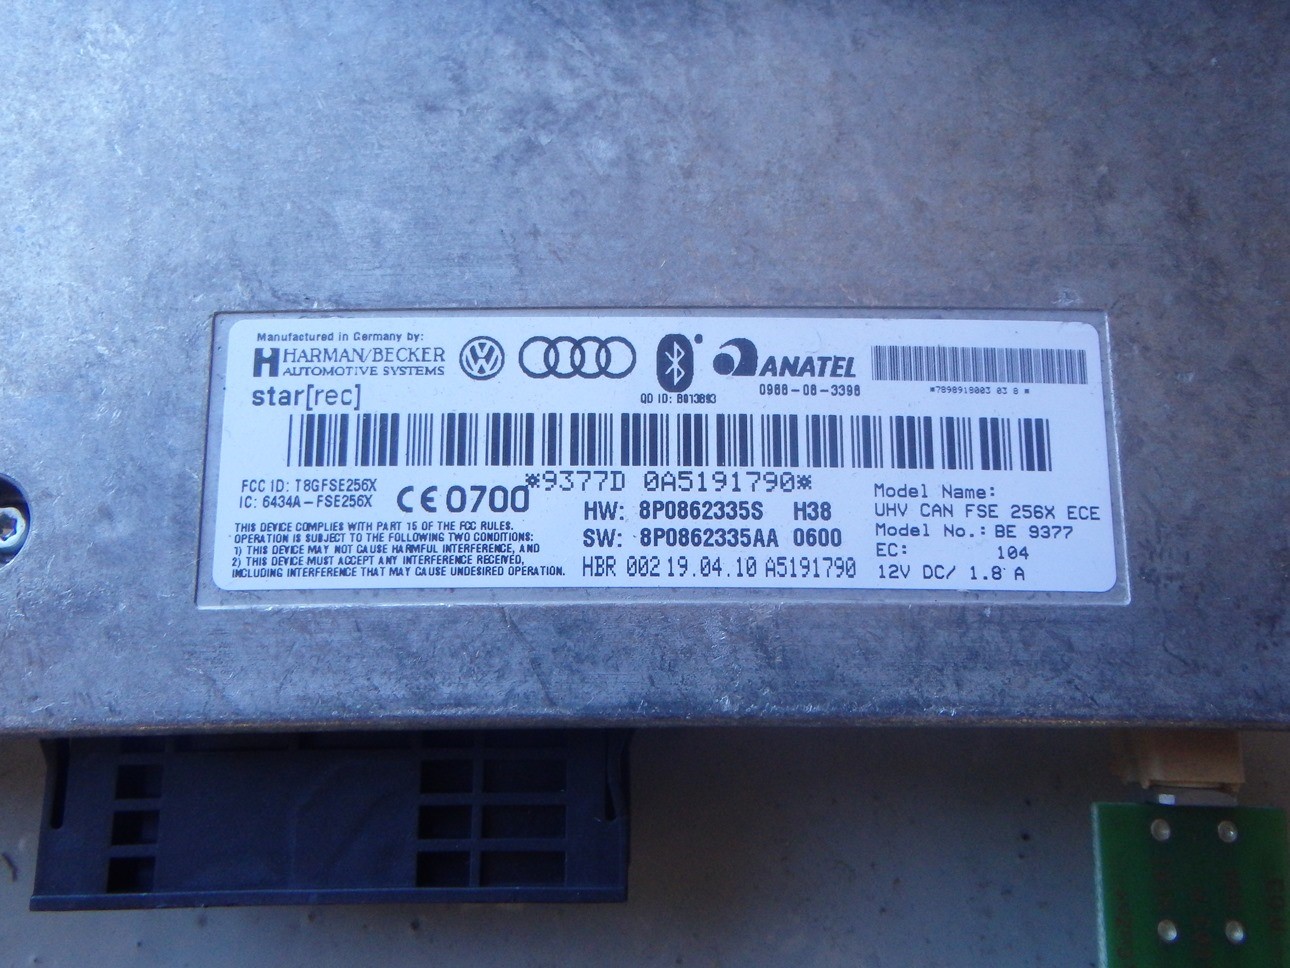 Manufactured in Germany by:
HARMAN/BECKER
AUTOMOTIVE SYSTEMS
star[rec]
QD ID: B013893
ANATEL
0988-08-3398
*7898919003 03 8 *
*9377D 0A5191790*
FCC ID: T8GFSE256X
IC: 6434A-FSE256X
CE0700
HW: 8P0862335S H38
SW: 8P0862335AA 0600
HBR 002 19.04.10 A5191790
THIS DEVICE COMPLIES WITH PART 15 OF THE FCC RULES.
OPERATION IS SUBJECT TO THE FOLLOWING TWO CONDITIONS:
1) THIS DEVICE MAY NOT CAUSE HARMFUL INTERFERENCE, AND
2) THIS DEVICE MUST ACCEPT ANY INTERFERENCE RECEIVED,
INCLUDING INTERFERENCE THAT MAY CAUSE UNDESIRED OPERATION.
Model Name:
UHV CAN FSE 256X ECE
Model No.: BE 9377
EC: 104
12V DC/ 1.8 A